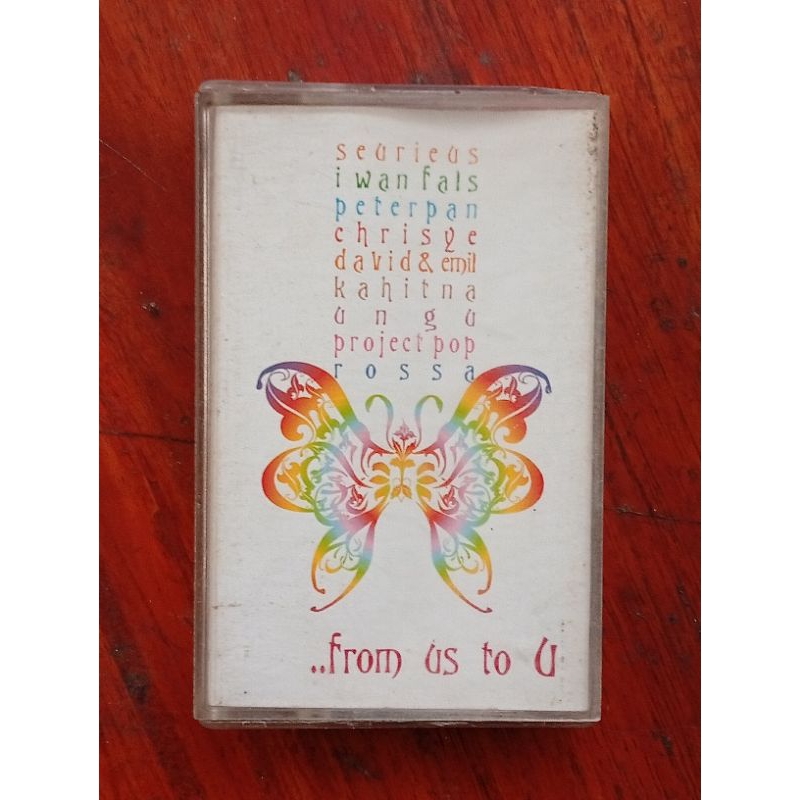 seurieus
iwan fals
peterpan
chrisye
david & emil
kahitna
ungu
project pop
rossa
..from us to U